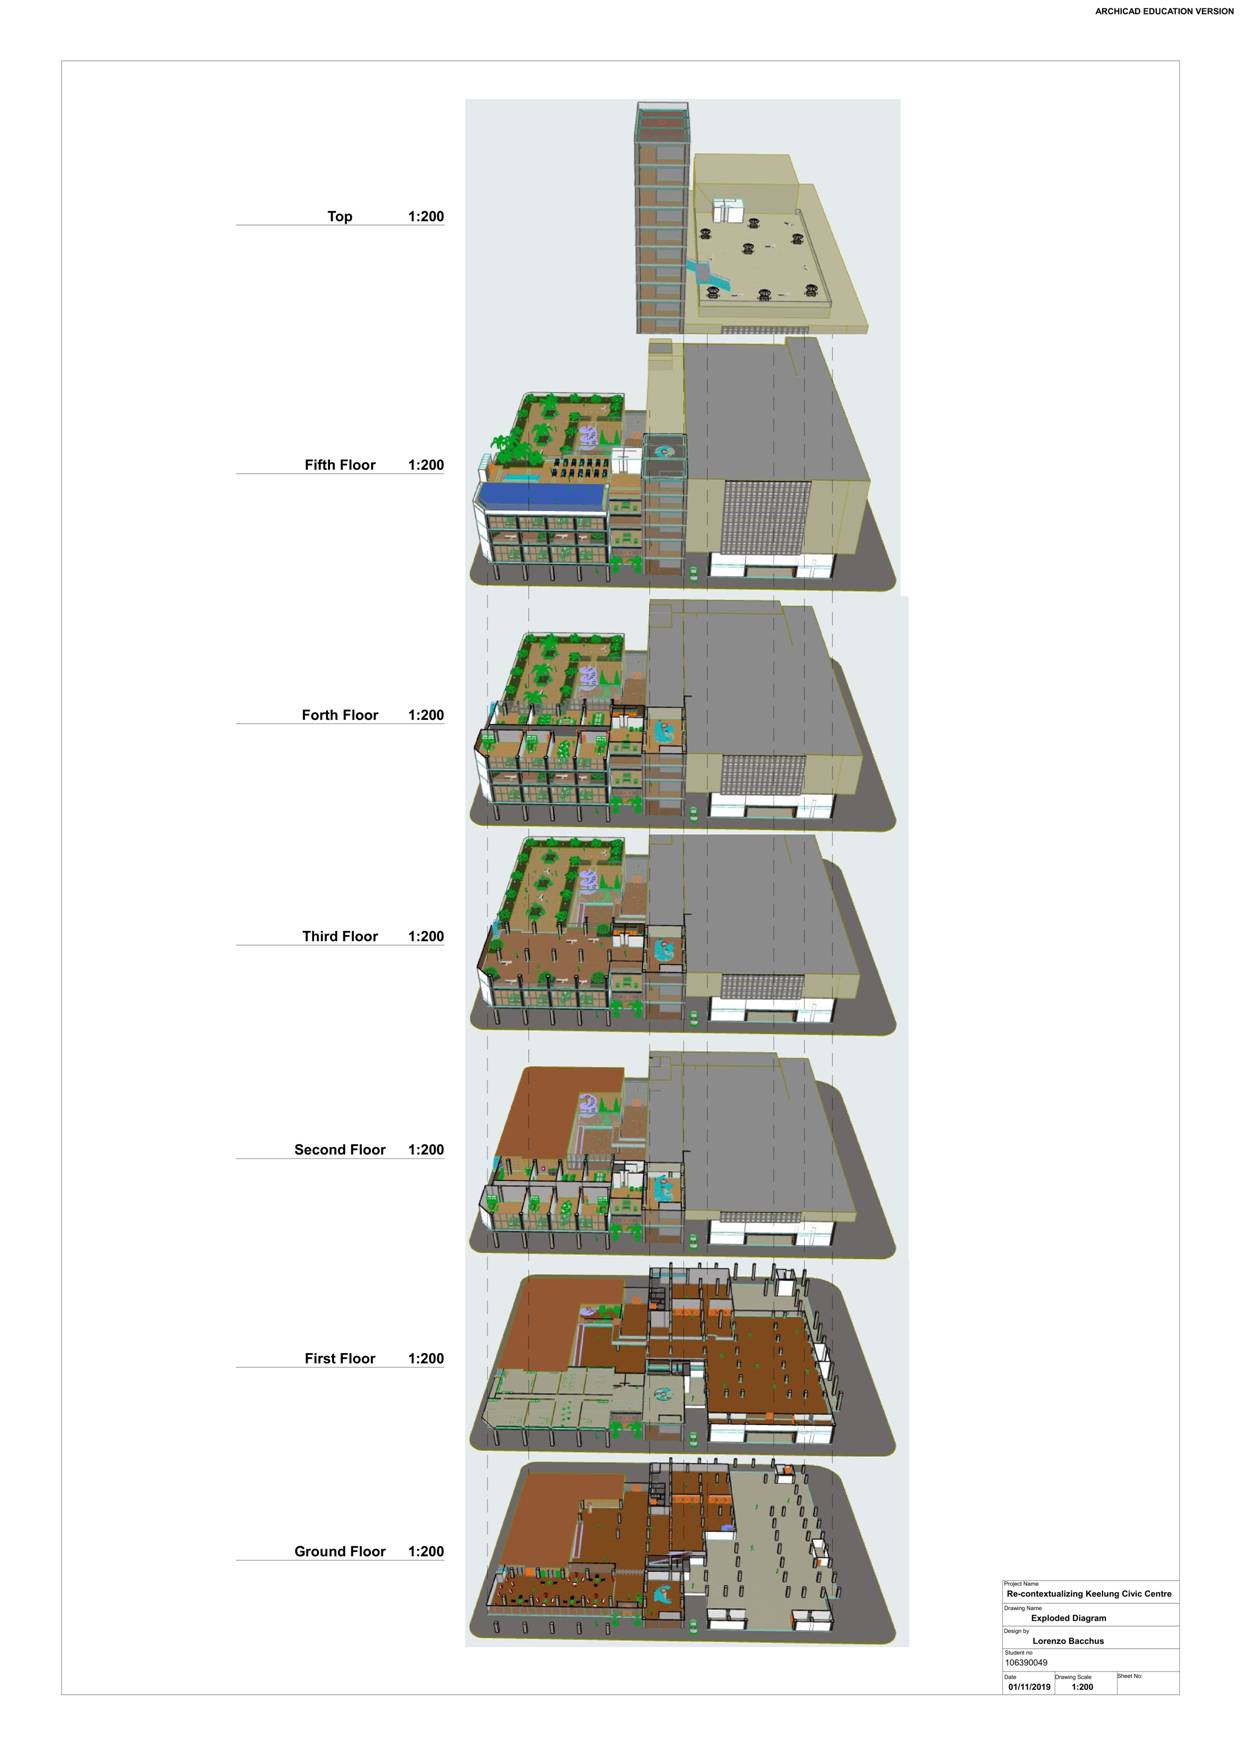 ARCHICAD EDUCATION VERSION
Top 1:200
Fifth Floor 1:200
Forth Floor 1:200
Third Floor 1:200
Second Floor 1:200
First Floor 1:200
Ground Floor 1:200
Project Name
Re-contextualizing Keelung Civic Centre
Drawing Name
Exploded Diagram
Design by
Lorenzo Bacchus
Student no
106390049
Date Drawing Scale Sheet No:
01/11/2019 1:200